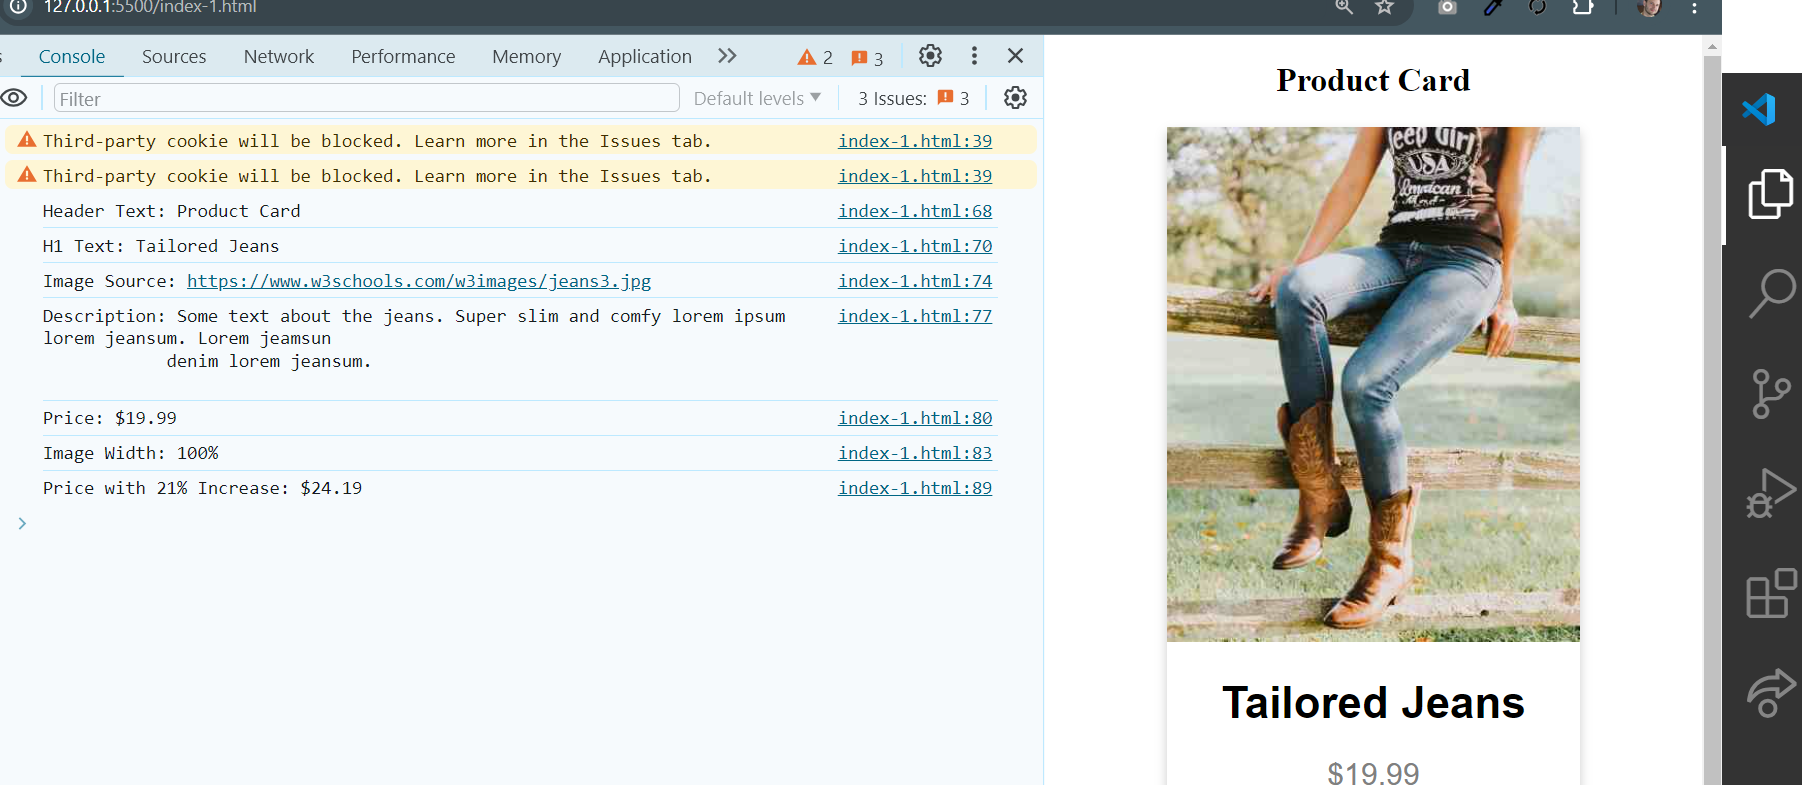 127.0.0.1:5500/index-1.html
Console Sources Network Performance Memory Application 2 3
Filter Default levels ▼ 3 Issues: 3
Third-party cookie will be blocked. Learn more in the Issues tab. index-1.html:39
Third-party cookie will be blocked. Learn more in the Issues tab. index-1.html:39
Header Text: Product Card index-1.html:68
H1 Text: Tailored Jeans index-1.html:70
Image Source: https://www.w3schools.com/w3images/jeans3.jpg index-1.html:74
Description: Some text about the jeans. Super slim and comfy lorem ipsum index-1.html:77
lorem jeansum. Lorem jeamsun
denim lorem jeansum.
Price: $19.99 index-1.html:80
Image Width: 100% index-1.html:83
Price with 21% Increase: $24.19 index-1.html:89
Product Card
Girl
USA
Tailored Jeans
$19.99